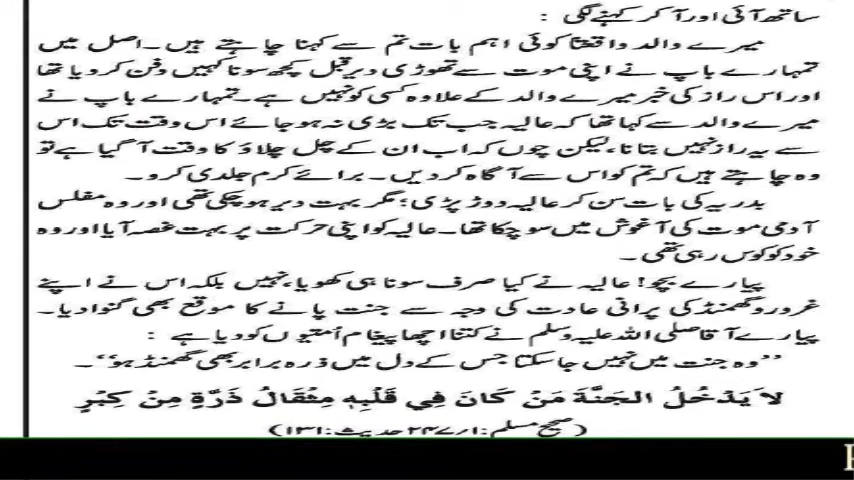 ساتھ آئی اور آ کر کہنے لگی :
میرے والد واقعتًا کوئی اہم بات تم سے کہنا چاہتے ہیں۔ اصل میں
تمہارے باپ نے اپنی موت سے تھوڑی دیر قبل کچھ سونا کہیں دفن کر دیا تھا
اور اس راز کی خبر میرے والد کے علاوہ کسی کو نہیں ہے۔ تمہارے باپ نے
میرے والد سے کہا تھا کہ عالیہ جب تک بڑی نہ ہو جائے اس وقت تک اس
سے یہ راز نہیں بتانا، لیکن چوں کہ اب ان کے چل چلاؤ کا وقت آ گیا ہے تو
وہ چاہتے ہیں کہ تم کو اس سے آگاہ کر دیں۔ برائے کرم جلدی کرو۔
بدریہ کی بات سن کر عالیہ دوڑ پڑی؛ مگر بہت دیر ہو چکی تھی اور وہ مفلس
آدمی موت کی آغوش میں سو چکا تھا۔ عالیہ کو اپنی حرکت پر بہت غصہ آیا اور وہ
خود کو کوس رہی تھی۔
پیارے بچو! عالیہ نے کیا صرف سونا ہی کھویا، نہیں بلکہ اس نے اپنے
غرور و گھمنڈ کی پرانی عادت کی وجہ سے جنت پانے کا موقع بھی گنوا دیا۔
پیارے آقا صلی اللہ علیہ وسلم نے کتنا اچھا پیغام اُمتیوں کو دیا ہے :
’’وہ جنت میں نہیں جا سکتا جس کے دل میں ذرہ برابر بھی گھمنڈ ہو‘‘۔
لاَ يَدْخُلُ الجَنَّةَ مَنْ كَانَ فِي قَلْبِهٖ مِثْقَالُ ذَرَّةٍ مِنْ كِبْرٍ
(صحیح مسلم: ۱؍۲۴۷ حدیث: ۱۳۱)